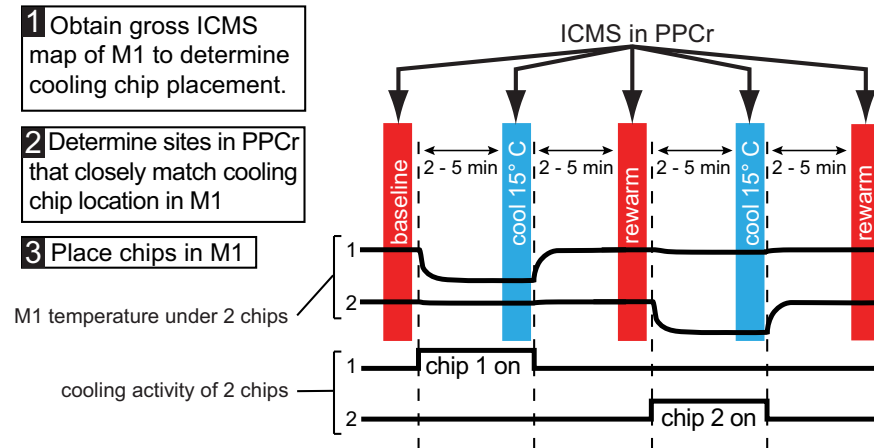 1 Obtain gross ICMS
map of M1 to determine
cooling chip placement.
2 Determine sites in PPCr
that closely match cooling
chip location in M1
3 Place chips in M1
ICMS in PPCr
baseline
2 - 5 min
cool 15° C
2 - 5 min
rewarm
2 - 5 min
cool 15° C
2 - 5 min
rewarm
1
2
M1 temperature under 2 chips
1
chip 1 on
cooling activity of 2 chips
2
chip 2 on